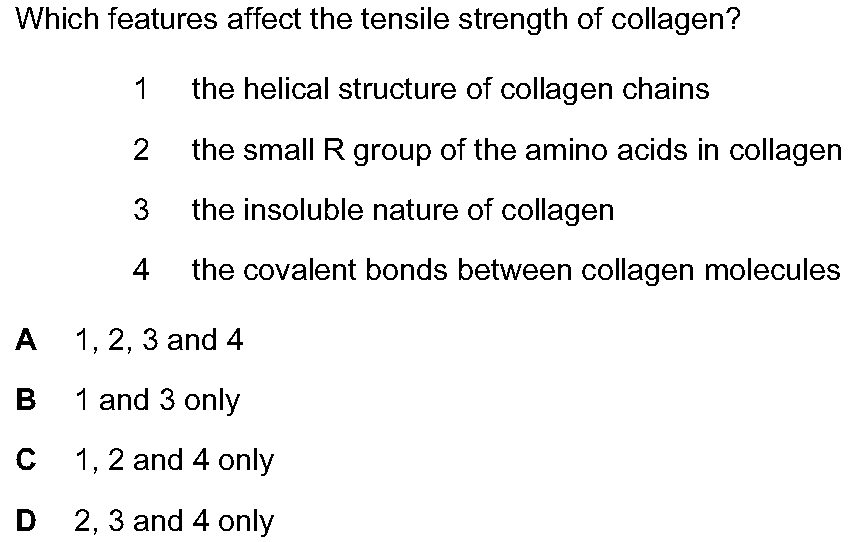 Which features affect the tensile strength of collagen?
1 the helical structure of collagen chains
2 the small R group of the amino acids in collagen
3 the insoluble nature of collagen
4 the covalent bonds between collagen molecules
A 1, 2, 3 and 4
B 1 and 3 only
C 1, 2 and 4 only
D 2, 3 and 4 only